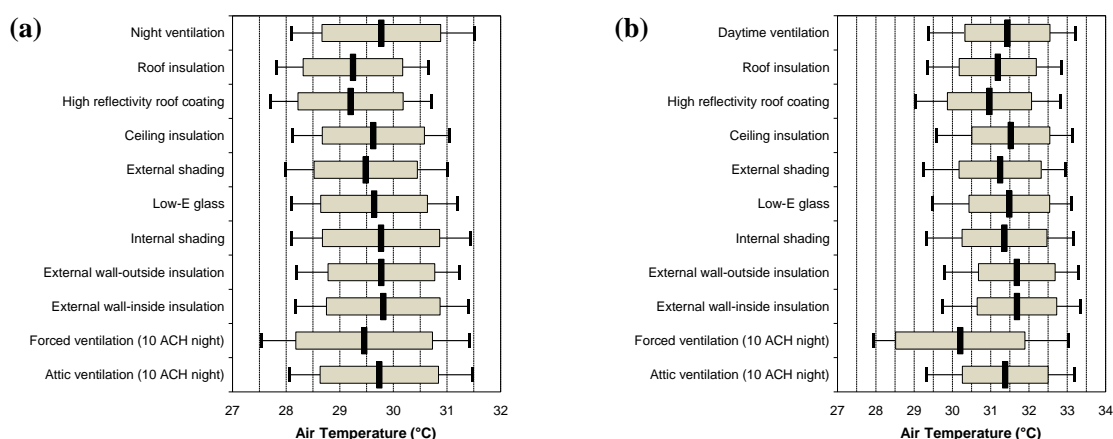 (a)
Night ventilation
Roof insulation
High reflectivity roof coating
Ceiling insulation
External shading
Low-E glass
Internal shading
External wall-outside insulation
External wall-inside insulation
Forced ventilation (10 ACH night)
Attic ventilation (10 ACH night)
27 28 29 30 31 32
Air Temperature (°C)
(b)
Daytime ventilation
Roof insulation
High reflectivity roof coating
Ceiling insulation
External shading
Low-E glass
Internal shading
External wall-outside insulation
External wall-inside insulation
Forced ventilation (10 ACH night)
Attic ventilation (10 ACH night)
27 28 29 30 31 32 33 34
Air Temperature (°C)